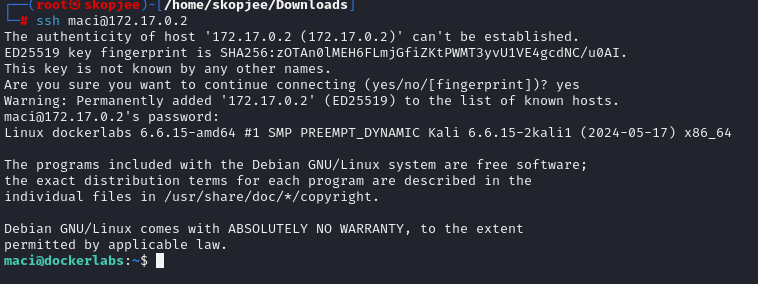 ┌──(root㉿skopjee)-[/home/skopjee/Downloads]
└─# ssh maci@172.17.0.2
The authenticity of host '172.17.0.2 (172.17.0.2)' can't be established.
ED25519 key fingerprint is SHA256:zOTAn0lMEH6FLmjGfiZKtPWMT3yvU1VE4gcdNC/u0AI.
This key is not known by any other names.
Are you sure you want to continue connecting (yes/no/[fingerprint])? yes
Warning: Permanently added '172.17.0.2' (ED25519) to the list of known hosts.
maci@172.17.0.2's password:
Linux dockerlabs 6.6.15-amd64 #1 SMP PREEMPT_DYNAMIC Kali 6.6.15-2kali1 (2024-05-17) x86_64

The programs included with the Debian GNU/Linux system are free software;
the exact distribution terms for each program are described in the
individual files in /usr/share/doc/*/copyright.

Debian GNU/Linux comes with ABSOLUTELY NO WARRANTY, to the extent
permitted by applicable law.
maci@dockerlabs:~$